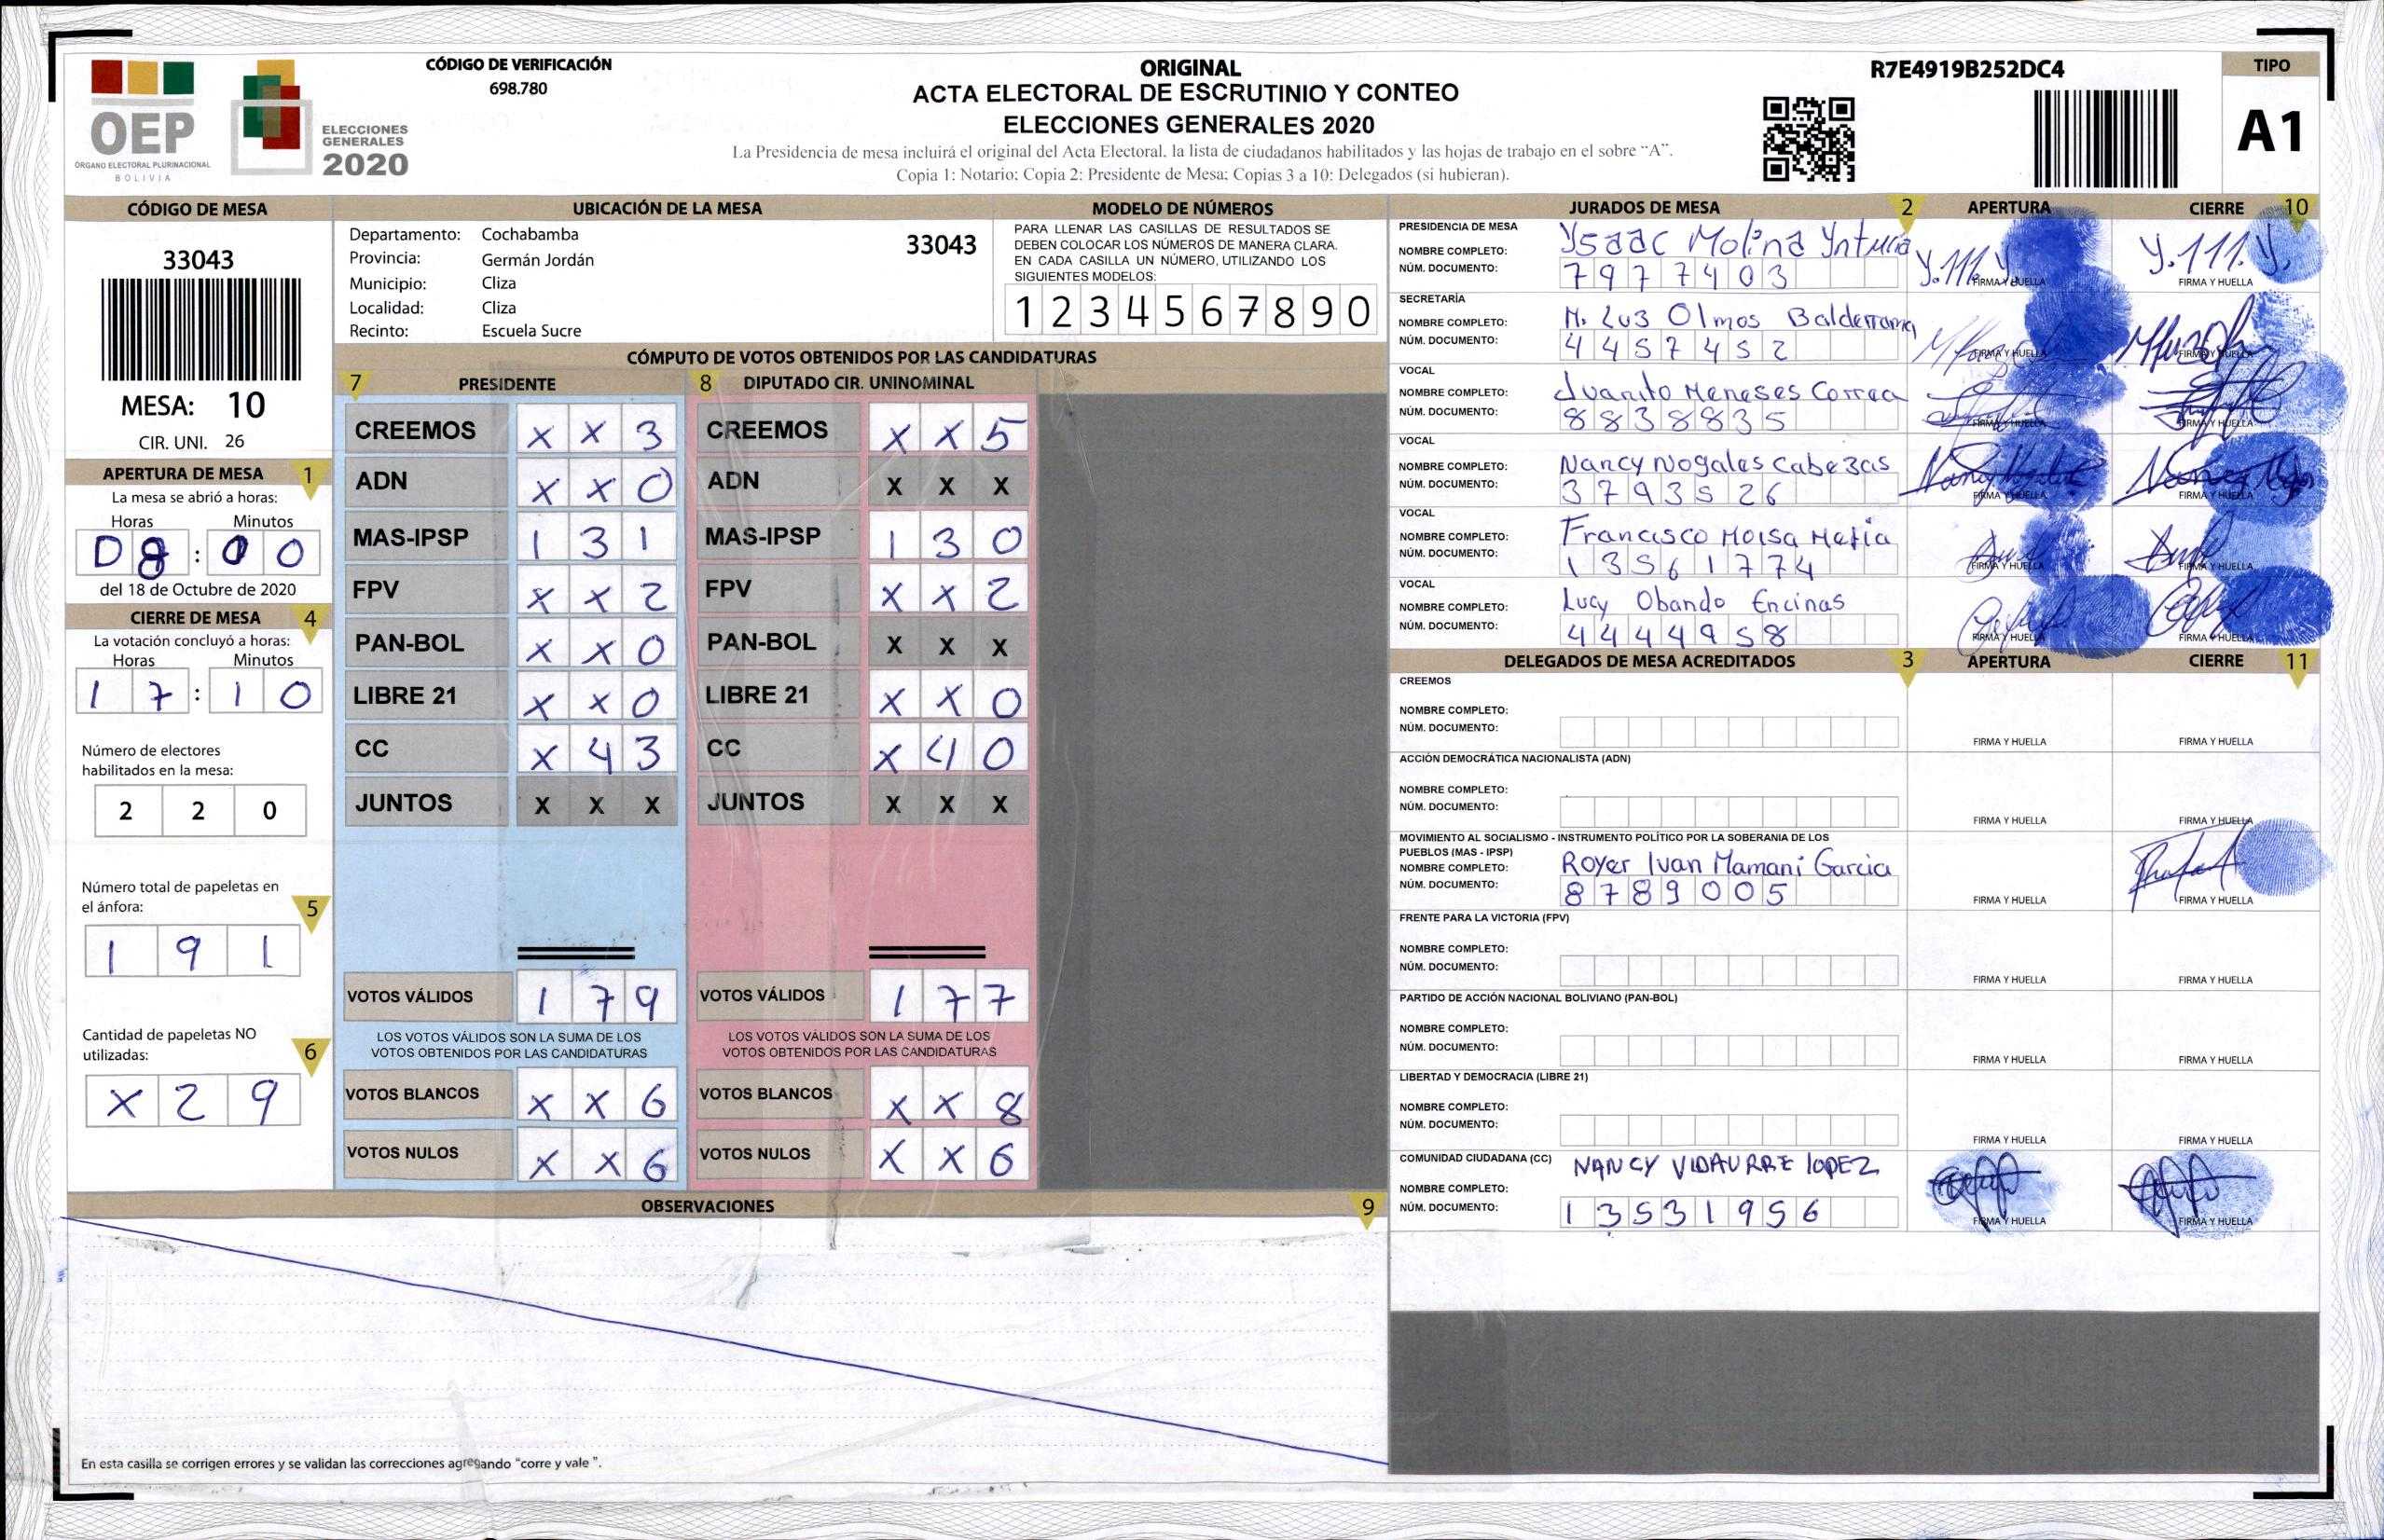 CÓDIGO DE VERIFICACIÓN
698.780
ORIGINAL
ACTA ELECTORAL DE ESCRUTINIO Y CONTEO
ELECCIONES GENERALES 2020
La Presidencia de mesa incluirá el original del Acta Electoral, la lista de ciudadanos habilitados y las hojas de trabajo en el sobre “A”.
Copia 1: Notario; Copia 2: Presidente de Mesa; Copias 3 a 10: Delegados (si hubieran).
R7E4919B252DC4
TIPO
A1
OEP
ÓRGANO ELECTORAL PLURINACIONAL
BOLIVIA
ELECCIONES
GENERALES
2020
CÓDIGO DE MESA
33043
MESA: 10
CIR. UNI. 26
APERTURA DE MESA 1
La mesa se abrió a horas:
Horas Minutos
08:00
del 18 de Octubre de 2020
CIERRE DE MESA 4
La votación concluyó a horas:
Horas Minutos
17:10
Número de electores
habilitados en la mesa:
2 2 0
Número total de papeletas en
el ánfora: 5
1 9 1
Cantidad de papeletas NO
utilizadas: 6
X 2 9
UBICACIÓN DE LA MESA
Departamento: Cochabamba 33043
Provincia: Germán Jordán
Municipio: Cliza
Localidad: Cliza
Recinto: Escuela Sucre
MODELO DE NÚMEROS
PARA LLENAR LAS CASILLAS DE RESULTADOS SE
DEBEN COLOCAR LOS NÚMEROS DE MANERA CLARA.
EN CADA CASILLA UN NÚMERO, UTILIZANDO LOS
SIGUIENTES MODELOS:
1 2 3 4 5 6 7 8 9 0
CÓMPUTO DE VOTOS OBTENIDOS POR LAS CANDIDATURAS
7 PRESIDENTE
CREEMOS X X 3
ADN X X 0
MAS-IPSP 1 3 1
FPV X X 2
PAN-BOL X X 0
LIBRE 21 X X 0
CC X 4 3
JUNTOS X X X
VOTOS VÁLIDOS 1 7 9
LOS VOTOS VÁLIDOS SON LA SUMA DE LOS
VOTOS OBTENIDOS POR LAS CANDIDATURAS
VOTOS BLANCOS X X 6
VOTOS NULOS X X 6
8 DIPUTADO CIR. UNINOMINAL
CREEMOS X X 5
ADN X X X
MAS-IPSP 1 3 0
FPV X X 2
PAN-BOL X X X
LIBRE 21 X X 0
CC X 4 0
JUNTOS X X X
VOTOS VÁLIDOS 1 7 7
LOS VOTOS VÁLIDOS SON LA SUMA DE LOS
VOTOS OBTENIDOS POR LAS CANDIDATURAS
VOTOS BLANCOS X X 8
VOTOS NULOS X X 6
OBSERVACIONES 9
En esta casilla se corrigen errores y se validan las correcciones agregando “corre y vale ”.
JURADOS DE MESA 2 APERTURA CIERRE 10
PRESIDENCIA DE MESA
NOMBRE COMPLETO: Ysaac Molina
NÚM. DOCUMENTO: 7977403
FIRMA Y HUELLA FIRMA Y HUELLA
SECRETARÍA
NOMBRE COMPLETO: M. Luz Olmos Balderrama
NÚM. DOCUMENTO: 4457452
FIRMA Y HUELLA FIRMA Y HUELLA
VOCAL
NOMBRE COMPLETO: Juanito Meneses Correa
NÚM. DOCUMENTO: 8838835
FIRMA Y HUELLA FIRMA Y HUELLA
VOCAL
NOMBRE COMPLETO: Nancy Nogales Cabezas
NÚM. DOCUMENTO: 3793526
FIRMA Y HUELLA FIRMA Y HUELLA
VOCAL
NOMBRE COMPLETO: Francisco Moisa Mejia
NÚM. DOCUMENTO: 13561774
FIRMA Y HUELLA FIRMA Y HUELLA
VOCAL
NOMBRE COMPLETO: Lucy Obando Encinas
NÚM. DOCUMENTO: 4444958
FIRMA Y HUELLA FIRMA Y HUELLA
DELEGADOS DE MESA ACREDITADOS 3 APERTURA CIERRE 11
CREEMOS
NOMBRE COMPLETO:
NÚM. DOCUMENTO:
FIRMA Y HUELLA FIRMA Y HUELLA
ACCIÓN DEMOCRÁTICA NACIONALISTA (ADN)
NOMBRE COMPLETO:
NÚM. DOCUMENTO:
FIRMA Y HUELLA FIRMA Y HUELLA
MOVIMIENTO AL SOCIALISMO - INSTRUMENTO POLÍTICO POR LA SOBERANIA DE LOS
PUEBLOS (MAS - IPSP)
NOMBRE COMPLETO: Royer Ivan Mamani Garcia
NÚM. DOCUMENTO: 8789005
FIRMA Y HUELLA FIRMA Y HUELLA
FRENTE PARA LA VICTORIA (FPV)
NOMBRE COMPLETO:
NÚM. DOCUMENTO:
FIRMA Y HUELLA FIRMA Y HUELLA
PARTIDO DE ACCIÓN NACIONAL BOLIVIANO (PAN-BOL)
NOMBRE COMPLETO:
NÚM. DOCUMENTO:
FIRMA Y HUELLA FIRMA Y HUELLA
LIBERTAD Y DEMOCRACIA (LIBRE 21)
NOMBRE COMPLETO:
NÚM. DOCUMENTO:
FIRMA Y HUELLA FIRMA Y HUELLA
COMUNIDAD CIUDADANA (CC)
NOMBRE COMPLETO: NANCY VIDAURRE LOPEZ
NÚM. DOCUMENTO: 13531956
FIRMA Y HUELLA FIRMA Y HUELLA